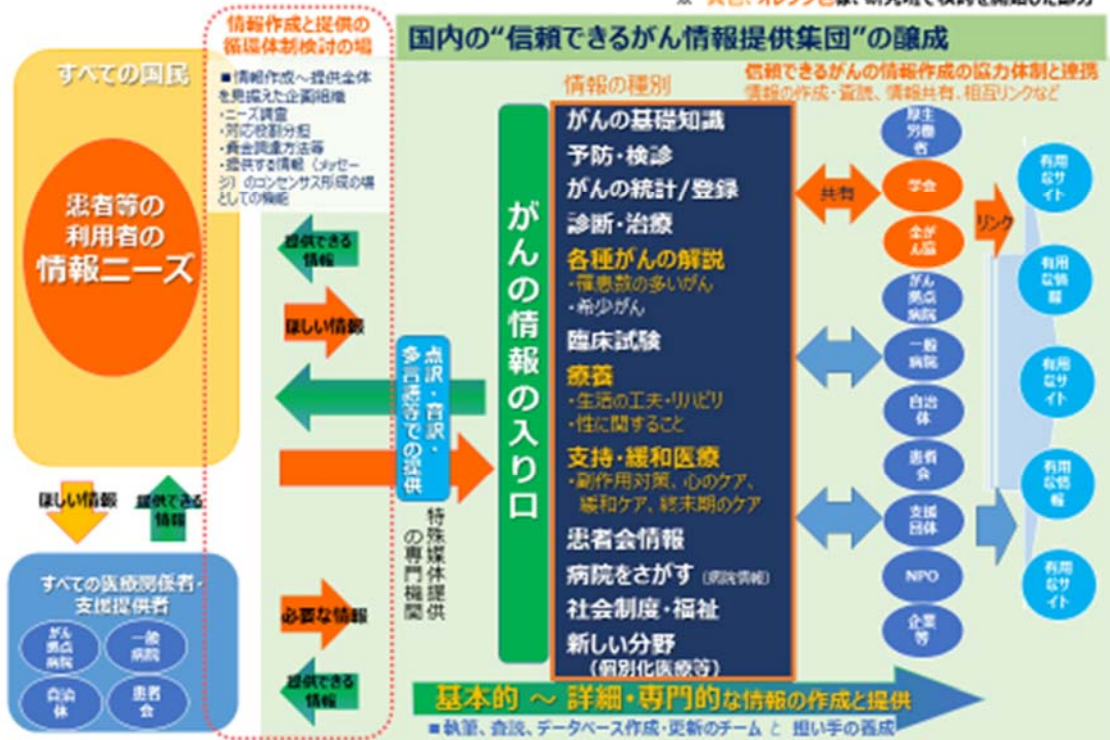 情報作成と提供の
循環体制検討の場
■情報作成～提供全体
を見据えた企画組織
・ニーズ調査
・対応役割分担
・資金調達方法等
・提供する情報（メッセー
ジ）のコンセンサス形成の場
としての機能
国内の“信頼できるがん情報提供集団”の醸成
すべての国民
患者等の
利用者の
情報ニーズ
ほしい情報
提供できる
情報
すべての医療関係者・
支援提供者
がん
拠点
病院
一般
病院
自治
体
患者
会
提供できる
情報
ほしい情報
必要な情報
提供できる
情報
点訳・音訳・
多言語等での提供
特殊媒体提供
の専門機関
がんの情報の入り口
情報の種別
がんの基礎知識
予防・検診
がんの統計/登録
診断・治療
各種がんの解説
・罹患数の多いがん
・希少がん
臨床試験
療養
・生活の工夫・リハビリ
・性に関すること
支持・緩和医療
・副作用対策、心のケア、
緩和ケア、終末期のケア
患者会情報
病院をさがす（病院情報）
社会制度・福祉
新しい分野
（個別化医療等）
信頼できるがんの情報作成の協力体制と連携
情報の作成・査読、情報共有、相互リンクなど
共有
厚生
労働
省
学会
全が
ん協
がん
拠点
病院
一般
病院
自治
体
患者
会
支援
団体
NPO
企業
等
リンク
有用
なサ
イト
有用
な情
報
有用
なサ
イト
有用
な情
報
有用
なサ
イト
基本的 ～ 詳細・専門的な情報の作成と提供
■執筆、査読、データベース作成・更新のチーム と 担い手の養成